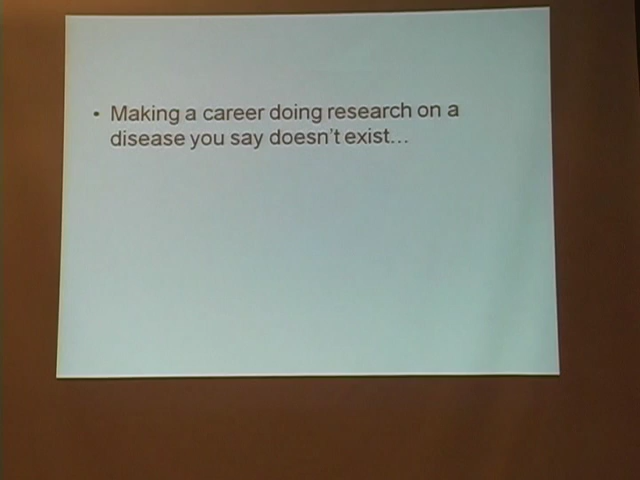 • Making a career doing research on a
disease you say doesn't exist...